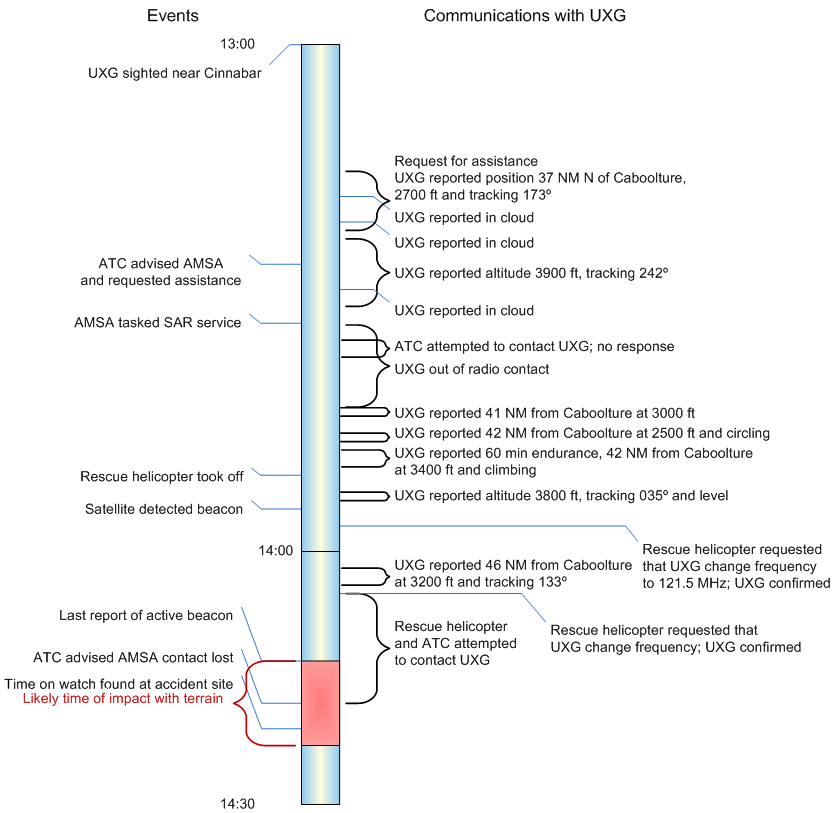 Events
Communications with UXG
13:00
UXG sighted near Cinnabar
Request for assistance
UXG reported position 37 NM N of Caboolture,
2700 ft and tracking 173º
UXG reported in cloud
UXG reported in cloud
ATC advised AMSA
and requested assistance
UXG reported altitude 3900 ft, tracking 242º
UXG reported in cloud
AMSA tasked SAR service
ATC attempted to contact UXG; no response
UXG out of radio contact
UXG reported 41 NM from Caboolture at 3000 ft
UXG reported 42 NM from Caboolture at 2500 ft and circling
UXG reported 60 min endurance, 42 NM from Caboolture
at 3400 ft and climbing
Rescue helicopter took off
UXG reported altitude 3800 ft, tracking 035º and level
Satellite detected beacon
14:00
Rescue helicopter requested
that UXG change frequency
to 121.5 MHz; UXG confirmed
UXG reported 46 NM from Caboolture
at 3200 ft and tracking 133º
Last report of active beacon
Rescue helicopter
and ATC attempted
to contact UXG
Rescue helicopter requested that
UXG change frequency; UXG confirmed
ATC advised AMSA contact lost
Time on watch found at accident site
Likely time of impact with terrain
14:30